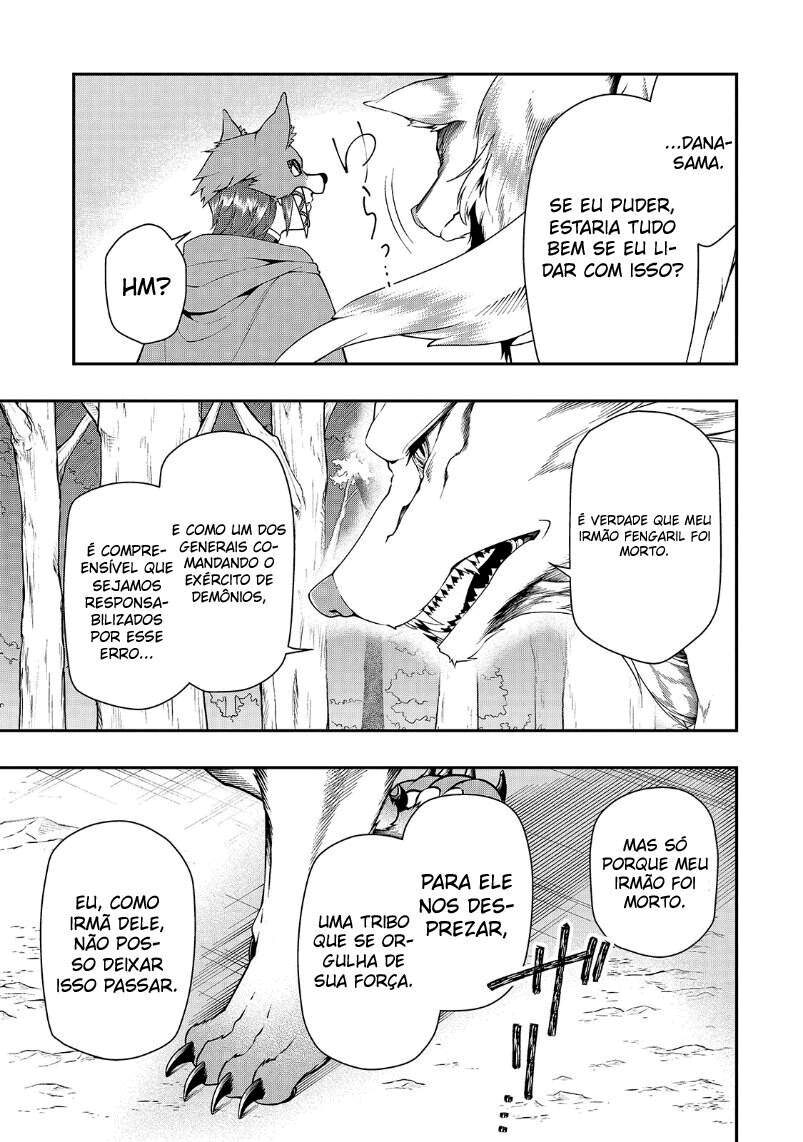 ...DANA-
SAMA.
SE EU PUDER,
ESTARIA TUDO
BEM SE EU LI-
DAR COM ISSO?
ゆらっ…
HM?
É VERDADE QUE MEU
IRMÃO FENGARIL FOI
MORTO.
E COMO UM DOS
GENERAIS CO-
MANDANDO O
EXÉRCITO DE
DEMÔNIOS,
É COMPRE-
ENSÍVEL QUE
SEJAMOS
RESPONSA-
BILIZADOS
POR ESSE
ERRO...
MAS SÓ
PORQUE MEU
IRMÃO FOI
MORTO.
PARA ELE
NOS DES-
PREZAR,
UMA TRIBO
QUE SE OR-
GULHA DE
SUA FORÇA.
EU, COMO
IRMÃ DELE,
NÃO POS-
SO DEIXAR
ISSO PASSAR.